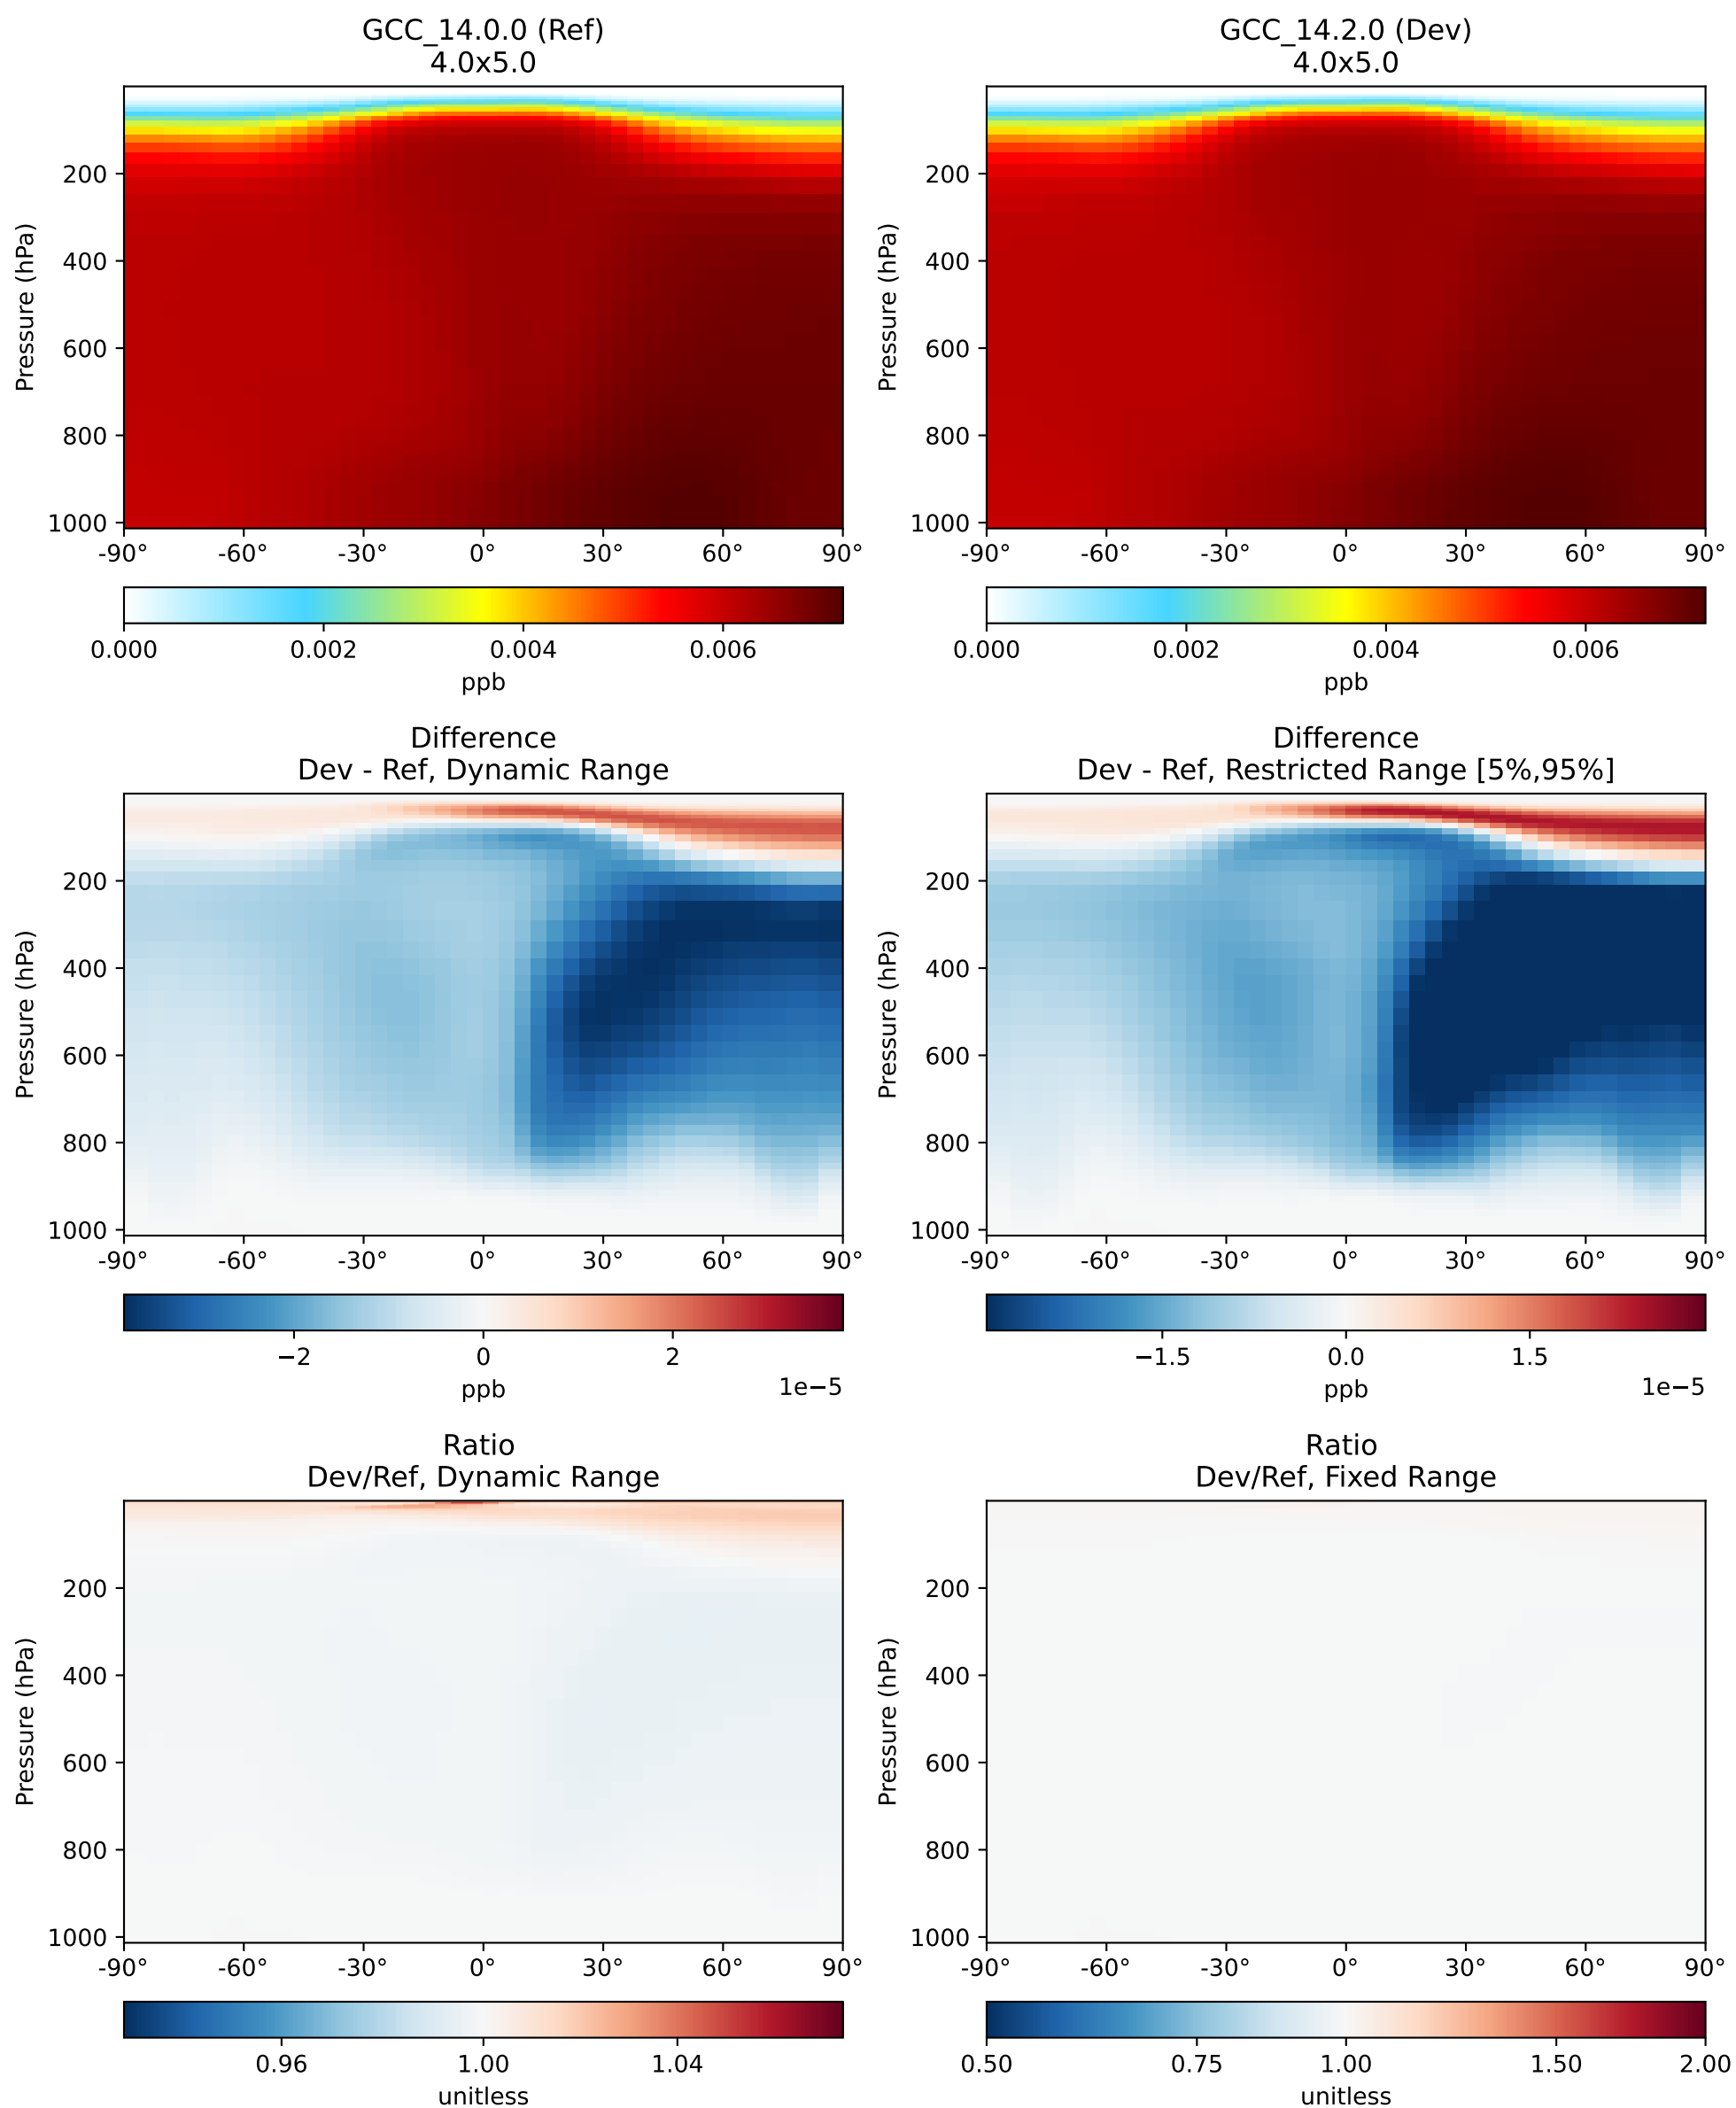 GCC_14.0.0 (Ref)
4.0x5.0
Pressure (hPa)
200
400
600
800
1000
-90° -60° -30° 0° 30° 60° 90°
0.000 0.002 0.004 0.006
ppb
GCC_14.2.0 (Dev)
4.0x5.0
Pressure (hPa)
200
400
600
800
1000
-90° -60° -30° 0° 30° 60° 90°
0.000 0.002 0.004 0.006
ppb
Difference
Dev - Ref, Dynamic Range
Pressure (hPa)
200
400
600
800
1000
-90° -60° -30° 0° 30° 60° 90°
−2 0 2
ppb
1e−5
Difference
Dev - Ref, Restricted Range [5%,95%]
Pressure (hPa)
200
400
600
800
1000
-90° -60° -30° 0° 30° 60° 90°
−1.5 0.0 1.5
ppb
1e−5
Ratio
Dev/Ref, Dynamic Range
Pressure (hPa)
200
400
600
800
1000
-90° -60° -30° 0° 30° 60° 90°
0.96 1.00 1.04
unitless
Ratio
Dev/Ref, Fixed Range
Pressure (hPa)
200
400
600
800
1000
-90° -60° -30° 0° 30° 60° 90°
0.50 0.75 1.00 1.50 2.00
unitless